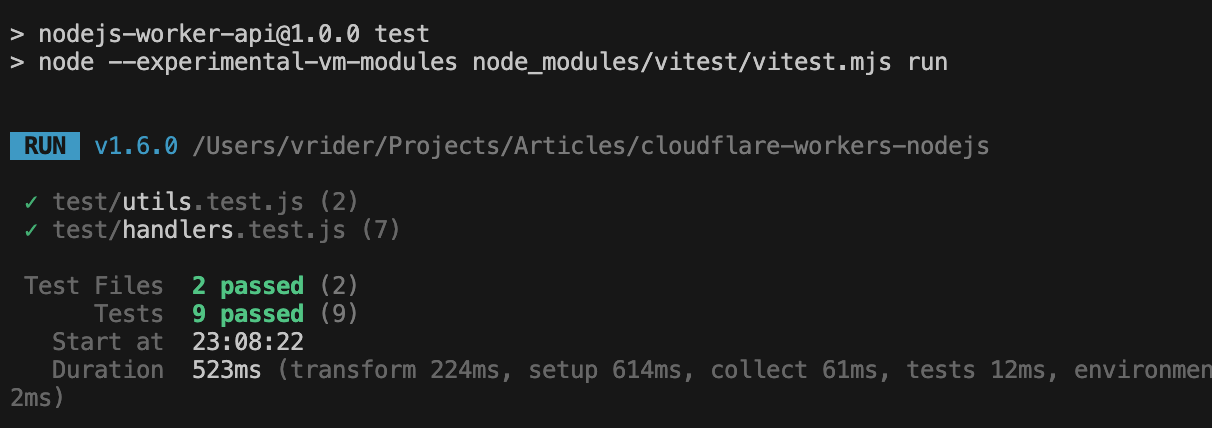 > nodejs-worker-api@1.0.0 test
> node --experimental-vm-modules node_modules/vitest/vitest.mjs run
RUN v1.6.0 /Users/vrider/Projects/Articles/cloudflare-workers-nodejs
✓ test/utils.test.js (2)
✓ test/handlers.test.js (7)
Test Files 2 passed (2)
Tests 9 passed (9)
Start at 23:08:22
Duration 523ms (transform 224ms, setup 614ms, collect 61ms, tests 12ms, environmen
2ms)